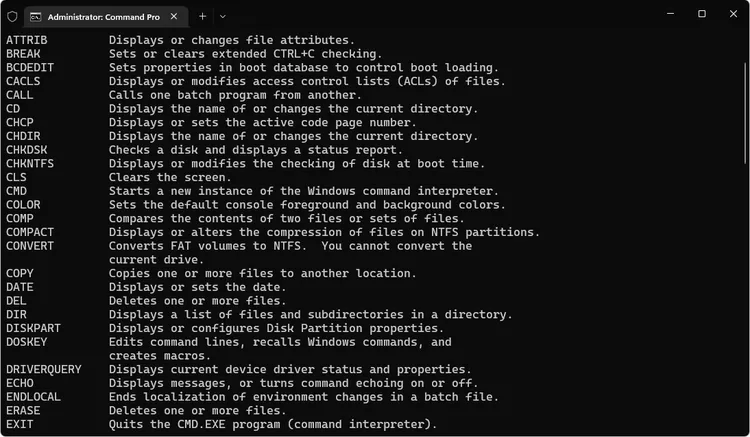 Administrator: Command Pro
ATTRIB Displays or changes file attributes.
BREAK Sets or clears extended CTRL+C checking.
BCDEDIT Sets properties in boot database to control boot loading.
CACLS Displays or modifies access control lists (ACLs) of files.
CALL Calls one batch program from another.
CD Displays the name of or changes the current directory.
CHCP Displays or sets the active code page number.
CHDIR Displays the name of or changes the current directory.
CHKDSK Checks a disk and displays a status report.
CHKNTFS Displays or modifies the checking of disk at boot time.
CLS Clears the screen.
CMD Starts a new instance of the Windows command interpreter.
COLOR Sets the default console foreground and background colors.
COMP Compares the contents of two files or sets of files.
COMPACT Displays or alters the compression of files on NTFS partitions.
CONVERT Converts FAT volumes to NTFS.  You cannot convert the
current drive.
COPY Copies one or more files to another location.
DATE Displays or sets the date.
DEL Deletes one or more files.
DIR Displays a list of files and subdirectories in a directory.
DISKPART Displays or configures Disk Partition properties.
DOSKEY Edits command lines, recalls Windows commands, and
creates macros.
DRIVERQUERY Displays current device driver status and properties.
ECHO Displays messages, or turns command echoing on or off.
ENDLOCAL Ends localization of environment changes in a batch file.
ERASE Deletes one or more files.
EXIT Quits the CMD.EXE program (command interpreter).